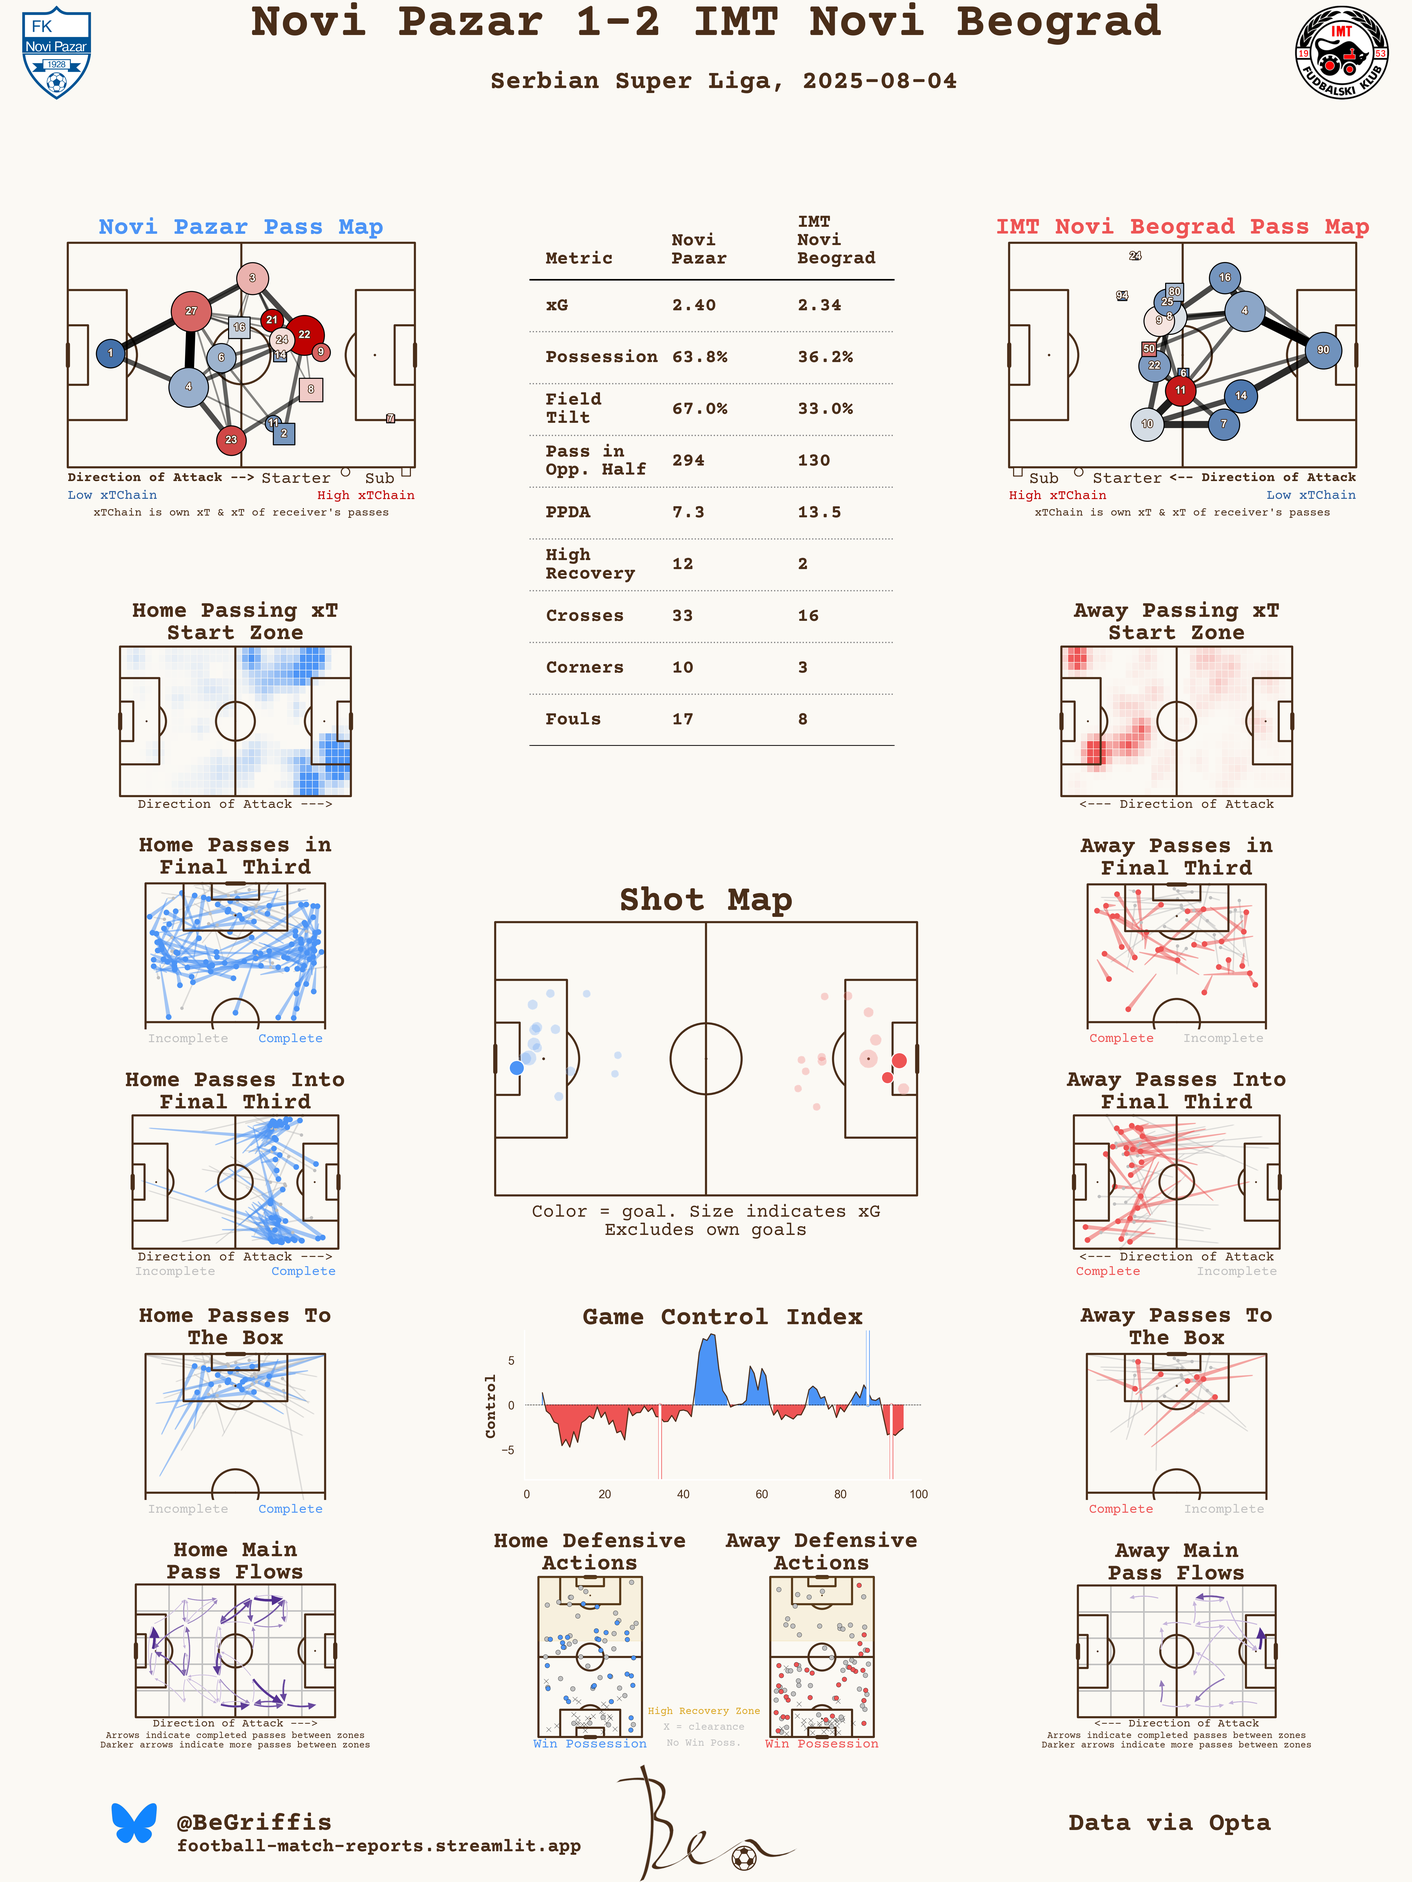 Novi Pazar 1-2 IMT Novi Beograd
Serbian Super Liga, 2025-08-04
FK
Novi Pazar
1928
IMT
19 53
FUDBALSKI KLUB
Novi Pazar Pass Map
1
27
3
4
6
16
21
24
22
14
9
8
11
2
23
7
Direction of Attack --> Starter Sub
Low xTChain High xTChain
xTChain is own xT & xT of receiver's passes
Metric Novi Pazar IMT Novi Beograd
xG 2.40 2.34
Possession 63.8% 36.2%
Field Tilt 67.0% 33.0%
Pass in Opp. Half 294 130
PPDA 7.3 13.5
High Recovery 12 2
Crosses 33 16
Corners 10 3
Fouls 17 8
IMT Novi Beograd Pass Map
24
94
16
80
25
9
8
4
50
22
6
11
90
14
10
7
Sub Starter <-- Direction of Attack
High xTChain Low xTChain
xTChain is own xT & xT of receiver's passes
Home Passing xT
Start Zone
Direction of Attack --->
Away Passing xT
Start Zone
<--- Direction of Attack
Home Passes in
Final Third
Incomplete Complete
Away Passes in
Final Third
Complete Incomplete
Shot Map
Color = goal. Size indicates xG
Excludes own goals
Home Passes Into
Final Third
Direction of Attack --->
Incomplete Complete
Away Passes Into
Final Third
<--- Direction of Attack
Complete Incomplete
Home Passes To
The Box
Incomplete Complete
Game Control Index
Control
5
0
-5
0 20 40 60 80 100
Away Passes To
The Box
Complete Incomplete
Home Main
Pass Flows
Direction of Attack --->
Arrows indicate completed passes between zones
Darker arrows indicate more passes between zones
Home Defensive
Actions
Win Possession
High Recovery Zone
X = clearance
No Win Poss.
Away Defensive
Actions
Win Possession
Away Main
Pass Flows
<--- Direction of Attack
Arrows indicate completed passes between zones
Darker arrows indicate more passes between zones
@BeGriffis
football-match-reports.streamlit.app
Ben
Data via Opta